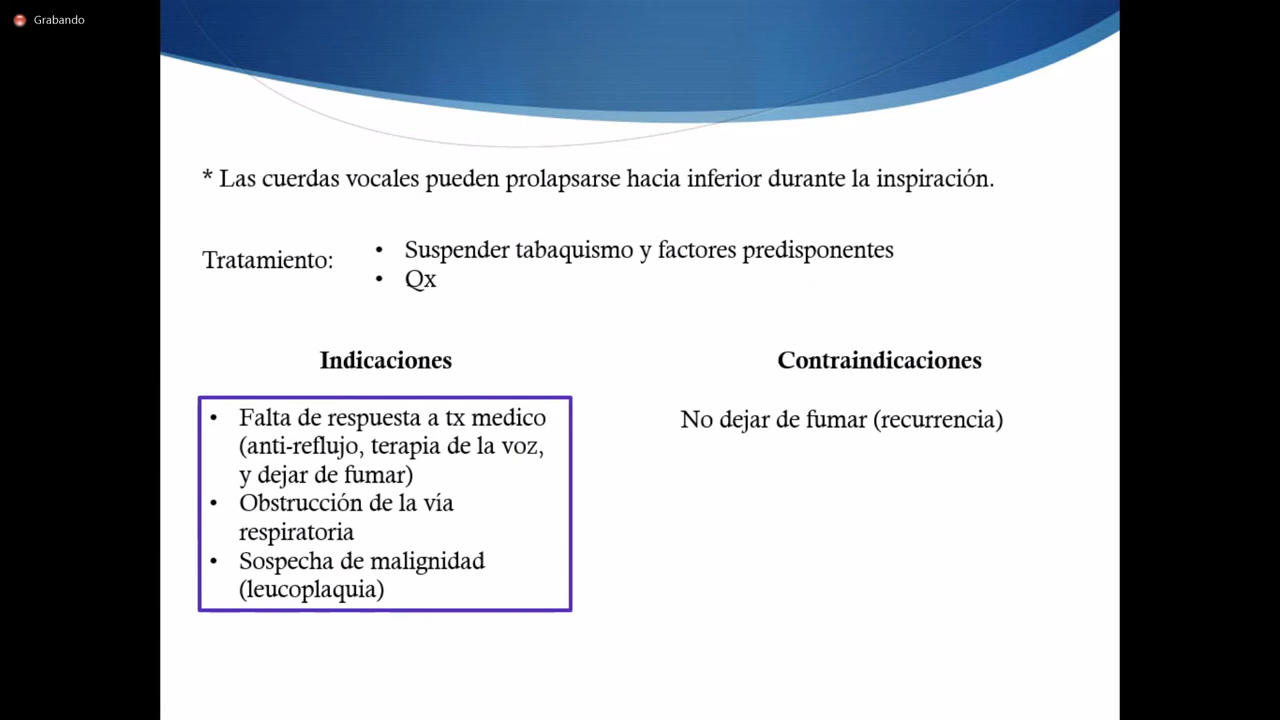 Grabando
* Las cuerdas vocales pueden prolapsarse hacia inferior durante la inspiración.
Tratamiento:
• Suspender tabaquismo y factores predisponentes
• Qx
Indicaciones
• Falta de respuesta a tx medico
(anti-reflujo, terapia de la voz,
y dejar de fumar)
• Obstrucción de la vía
respiratoria
• Sospecha de malignidad
(leucoplaquia)
Contraindicaciones
No dejar de fumar (recurrencia)